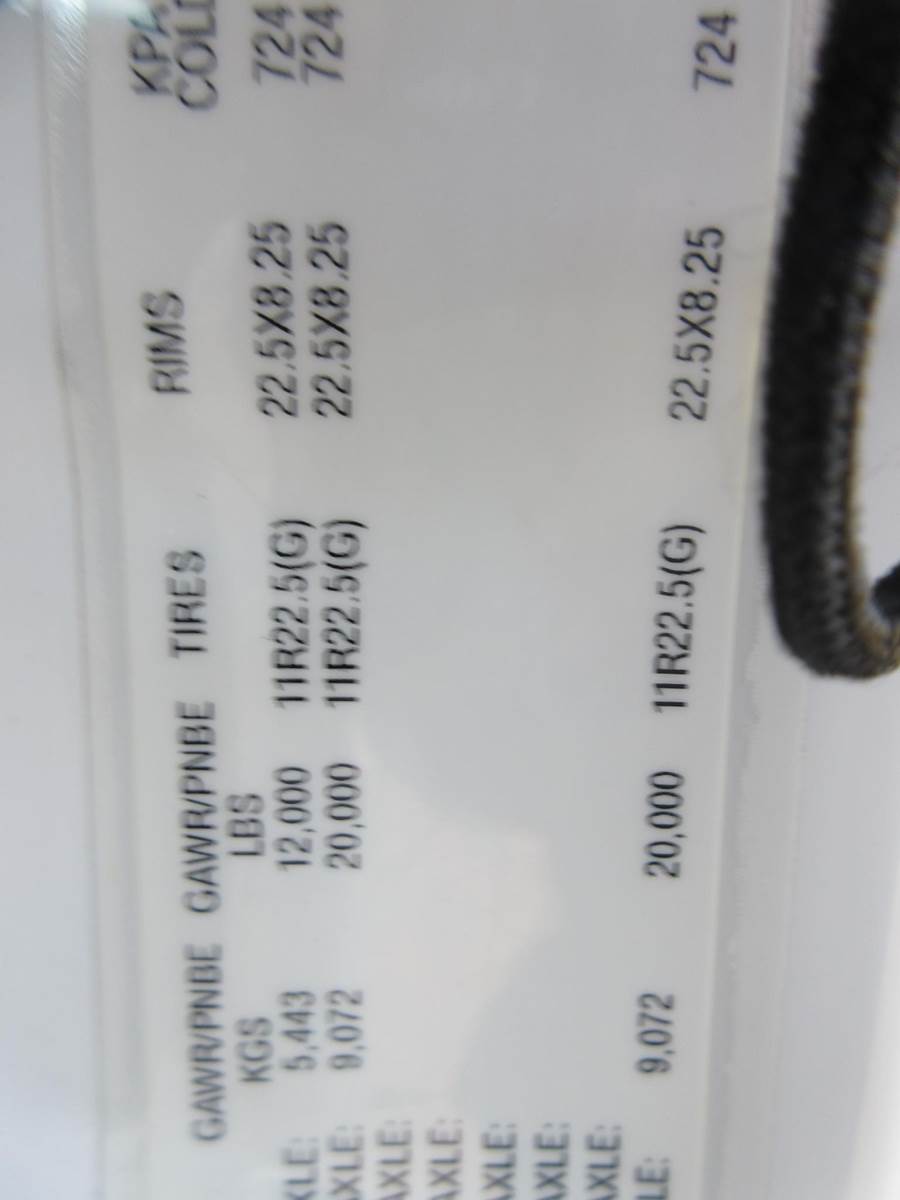 GAWR/PNBE GAWR/PNBE TIRES RIMS KPA
KGS LBS COLD
XLE: 5,443 12,000 11R22.5(G) 22.5X8.25 724
AXLE: 9,072 20,000 11R22.5(G) 22.5X8.25 724
AXLE:
AXLE:
AXLE:
AXLE:
AXLE:
LE: 9,072 20,000 11R22.5(G) 22.5X8.25 724